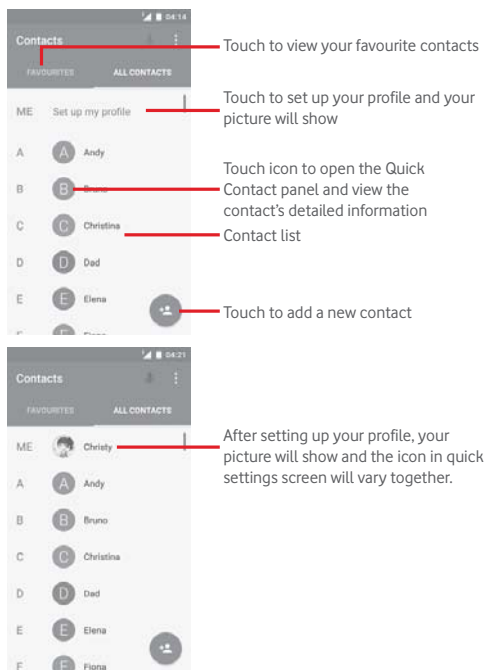 04:14
Contacts
FAVOURITES ALL CONTACTS
ME Set up my profile
A A Andy
B B Bruno
C C Christina
D D Dad
E E Elena
Touch to view your favourite contacts
Touch to set up your profile and your
picture will show
Touch icon to open the Quick
Contact panel and view the
contact's detailed information
Contact list
Touch to add a new contact
04:21
Contacts
FAVOURITES ALL CONTACTS
ME Christy
A A Andy
B B Bruno
C C Christina
D D Dad
E E Elena
F F Fiona
After setting up your profile, your
picture will show and the icon in quick
settings screen will vary together.